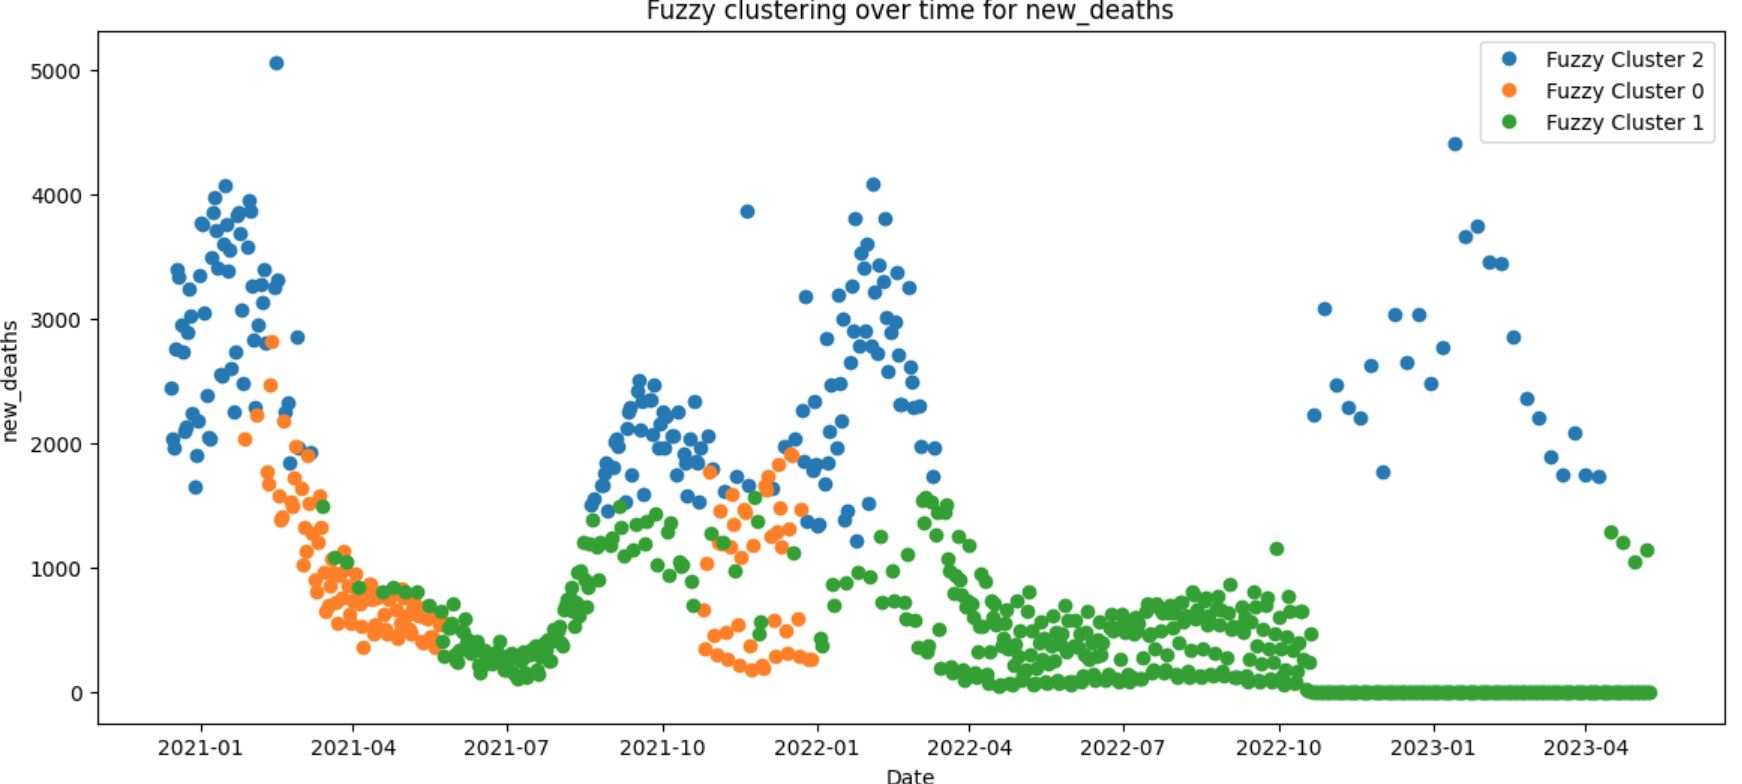 Fuzzy clustering over time for new_deaths
5000
4000
3000
2000
1000
0
new_deaths
Fuzzy Cluster 2
Fuzzy Cluster 0
Fuzzy Cluster 1
2021-01 2021-04 2021-07 2021-10 2022-01 2022-04 2022-07 2022-10 2023-01 2023-04
Date